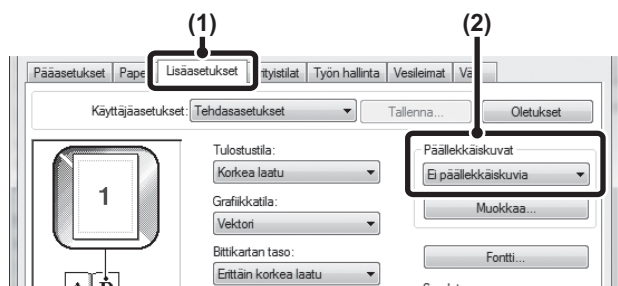 (1) (2)
Pääasetukset Lisäasetukset Työn hallinta Vesileimat
Käyttäjäasetukset: Tehdasasetukset Tallenna... Oletukset
Tulostustila: Päällekkäiskuvat
Korkea laatu Ei päällekkäiskuvia
1
Grafiikkatila: Muokkaa...
Vektori
Bittikartan taso: Fontti...
Erittäin korkea laatu
A B